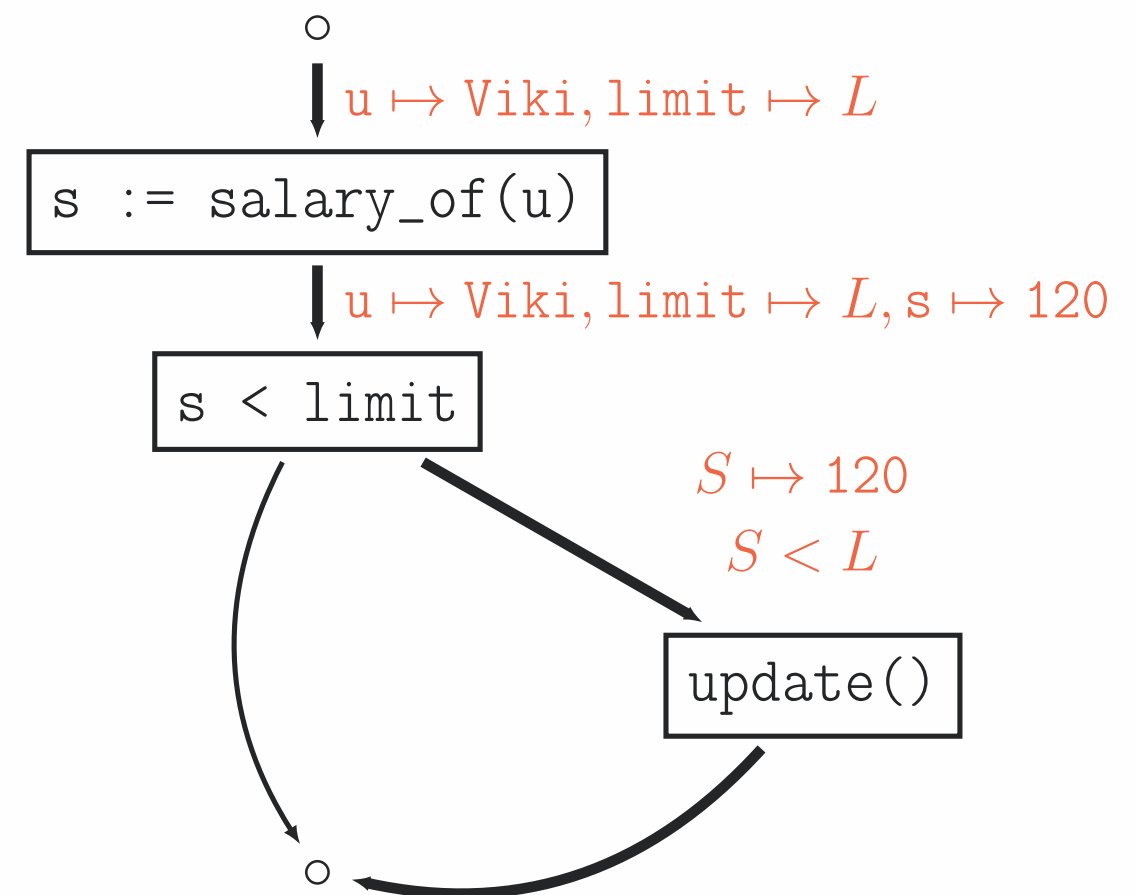 u ↦ Viki, limit ↦ L
s := salary_of(u)
u ↦ Viki, limit ↦ L, s ↦ 120
s < limit
S ↦ 120
S < L
update()